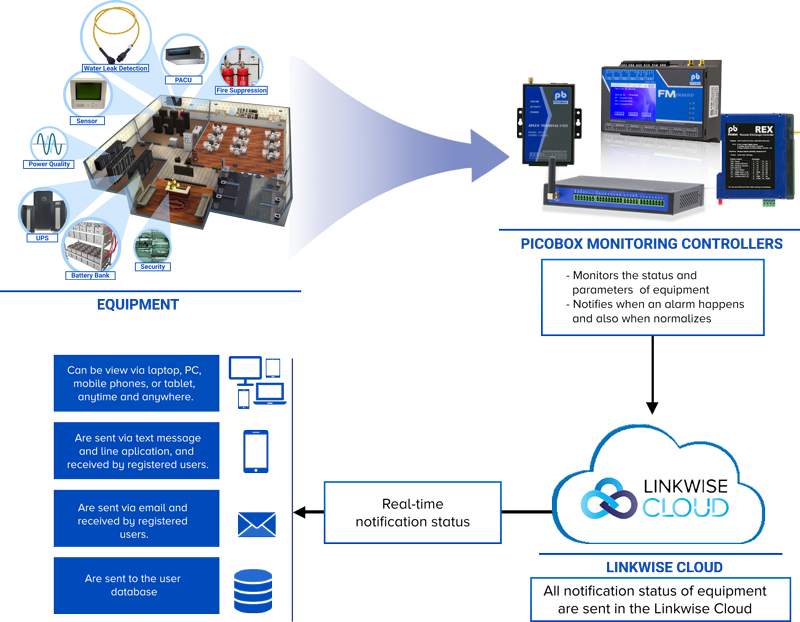 Water Leak Detection
PACU
Fire Suppression
Sensor
Power Quality
UPS
Battery Bank
Security
EQUIPMENT
pb
FM
pb
pb
REX
PICOBOX MONITORING CONTROLLERS
- Monitors the status and
parameters of equipment
- Notifies when an alarm happens
and also when normalizes
LINKWISE
CLOUD
LINKWISE CLOUD
All notification status of equipment
are sent in the Linkwise Cloud
Real-time
notification status
Can be view via laptop, PC,
mobile phones, or tablet,
anytime and anywhere.
Are sent via text message
and line aplication, and
received by registered users.
Are sent via email and
received by registered
users.
Are sent to the user
database